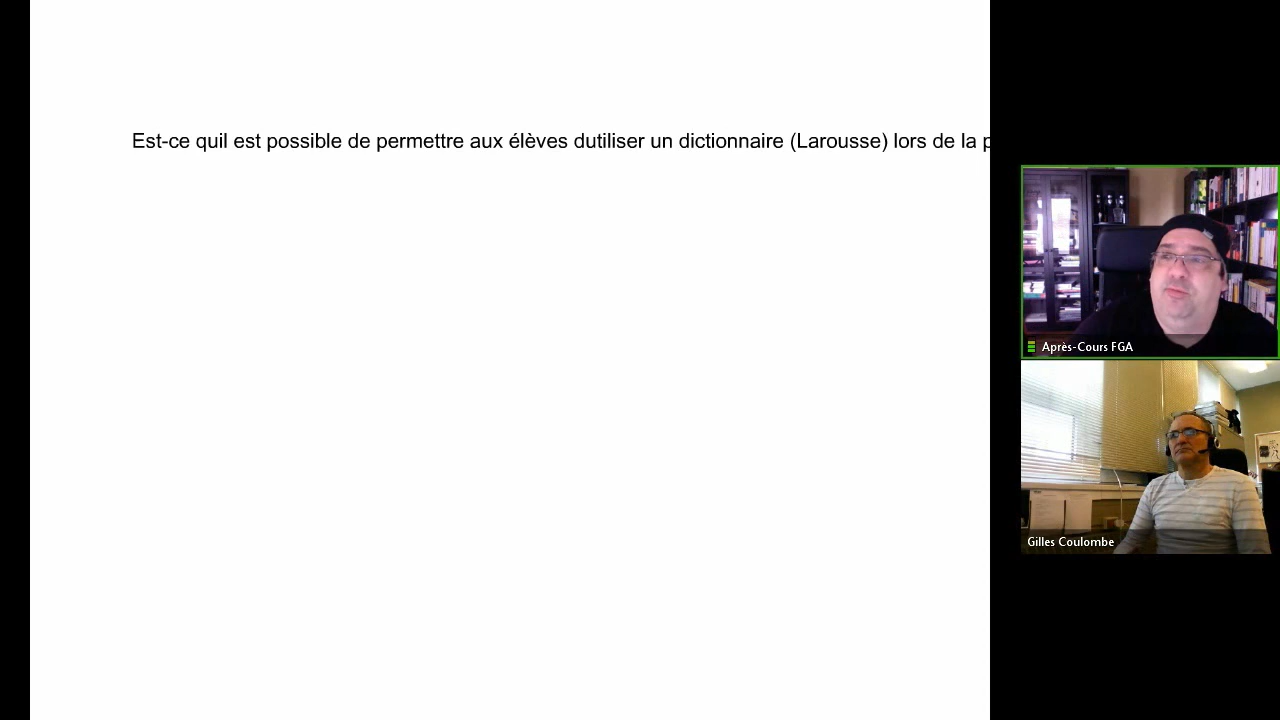 Est-ce quil est possible de permettre aux élèves dutiliser un dictionnaire (Larousse) lors de la p
Après-Cours FGA
Gilles Coulombe